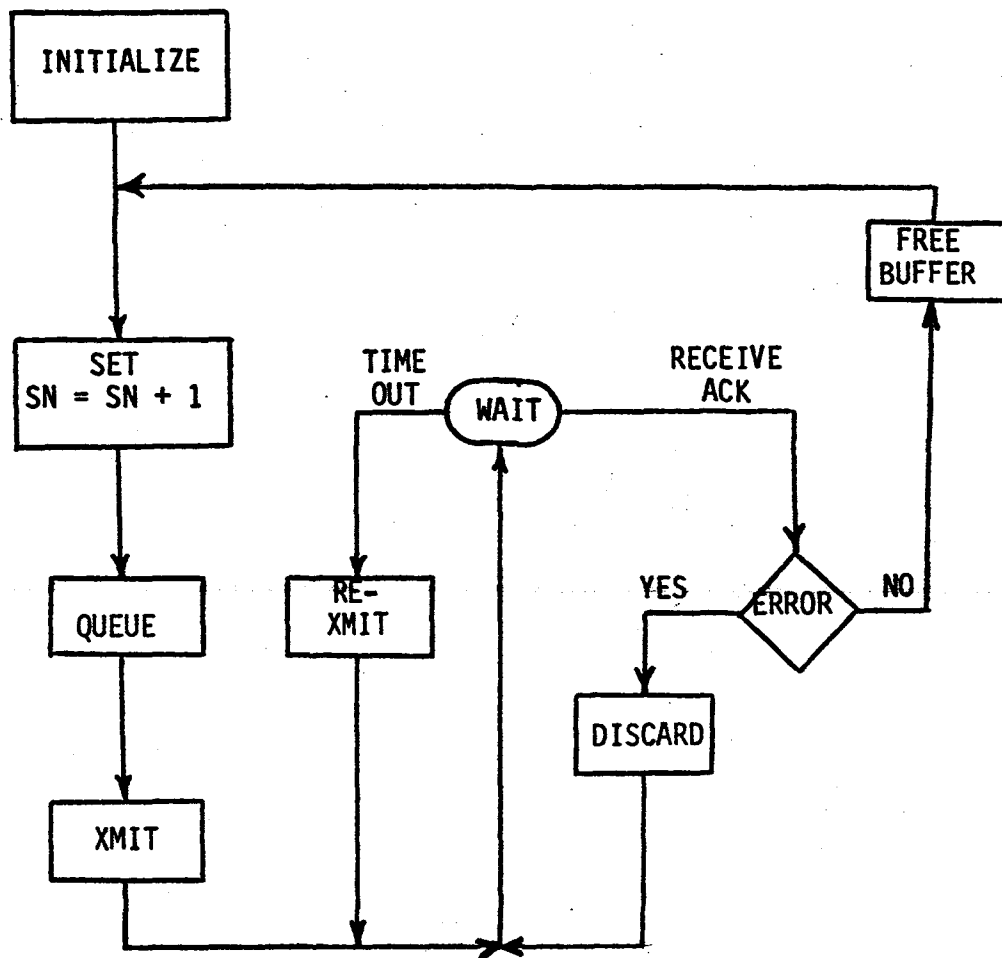 INITIALIZE
FREE
BUFFER
SET
SN = SN + 1
TIME
OUT
WAIT
RECEIVE
ACK
QUEUE
RE-
XMIT
YES
ERROR
NO
DISCARD
XMIT